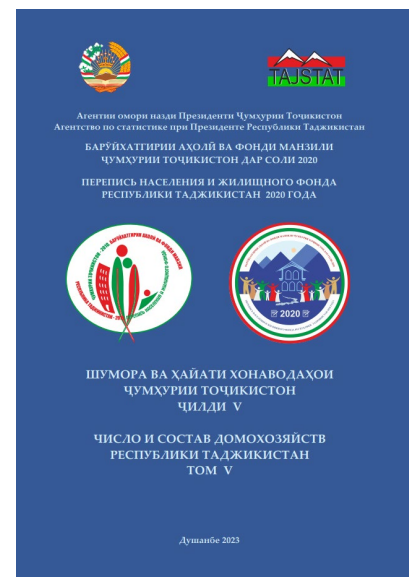 TAJSTAT
Агентии омори назди Президенти Ҷумҳурии Тоҷикистон
Агентство по статистике при Президенте Республики Таджикистан
БАРӮЙХАТГИРИИ АҲОЛӢ ВА ФОНДИ МАНЗИЛИ
ҶУМҲУРИИ ТОҶИКИСТОН ДАР СОЛИ 2020
ПЕРЕПИСЬ НАСЕЛЕНИЯ И ЖИЛИЩНОГО ФОНДА
РЕСПУБЛИКИ ТАДЖИКИСТАН 2020 ГОДА
2020
ШУМОРА ВА ҲАЙАТИ ХОНАВОДАҲОИ
ҶУМҲУРИИ ТОҶИКИСТОН
ҶИЛДИ V
ЧИСЛО И СОСТАВ ДОМОХОЗЯЙСТВ
РЕСПУБЛИКИ ТАДЖИКИСТАН
ТОМ V
Душанбе 2023